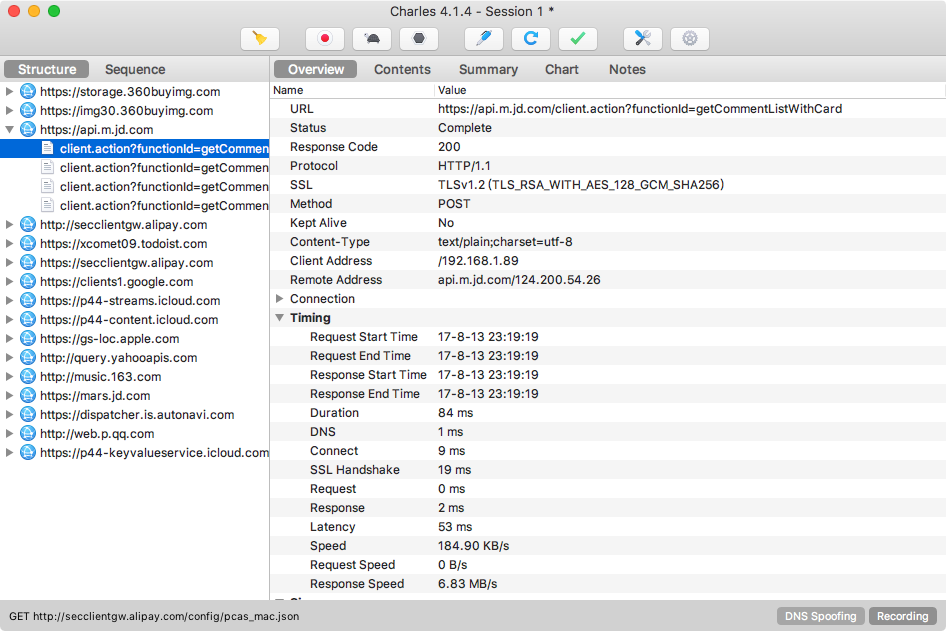 Charles 4.1.4 - Session 1 *
Structure Sequence
Overview Contents Summary Chart Notes
https://storage.360buyimg.com
https://img30.360buyimg.com
https://api.m.jd.com
client.action?functionId=getCommen
client.action?functionId=getCommen
client.action?functionId=getCommen
client.action?functionId=getCommen
http://secclientgw.alipay.com
https://xcomet09.todoist.com
https://secclientgw.alipay.com
https://clients1.google.com
https://p44-streams.icloud.com
https://p44-content.icloud.com
https://gs-loc.apple.com
http://query.yahooapis.com
http://music.163.com
https://mars.jd.com
https://dispatcher.is.autonavi.com
http://web.p.qq.com
https://p44-keyvalueservice.icloud.com
Name Value
URL https://api.m.jd.com/client.action?functionId=getCommentListWithCard
Status Complete
Response Code 200
Protocol HTTP/1.1
SSL TLSv1.2 (TLS_RSA_WITH_AES_128_GCM_SHA256)
Method POST
Kept Alive No
Content-Type text/plain;charset=utf-8
Client Address /192.168.1.89
Remote Address api.m.jd.com/124.200.54.26
Connection
Timing
Request Start Time 17-8-13 23:19:19
Request End Time 17-8-13 23:19:19
Response Start Time 17-8-13 23:19:19
Response End Time 17-8-13 23:19:19
Duration 84 ms
DNS 1 ms
Connect 9 ms
SSL Handshake 19 ms
Request 0 ms
Response 2 ms
Latency 53 ms
Speed 184.90 KB/s
Request Speed 0 B/s
Response Speed 6.83 MB/s
GET http://secclientgw.alipay.com/config/pcas_mac.json
DNS Spoofing Recording